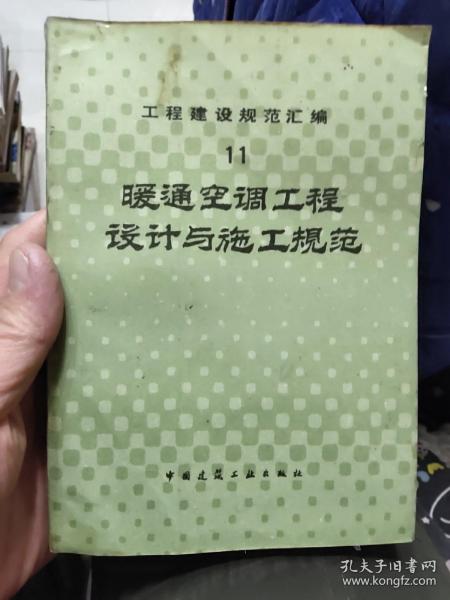 工程建设规范汇编
11
暖通空调工程
设计与施工规范
中国建筑工业出版社
孔夫子旧书网
www.kongfz.com